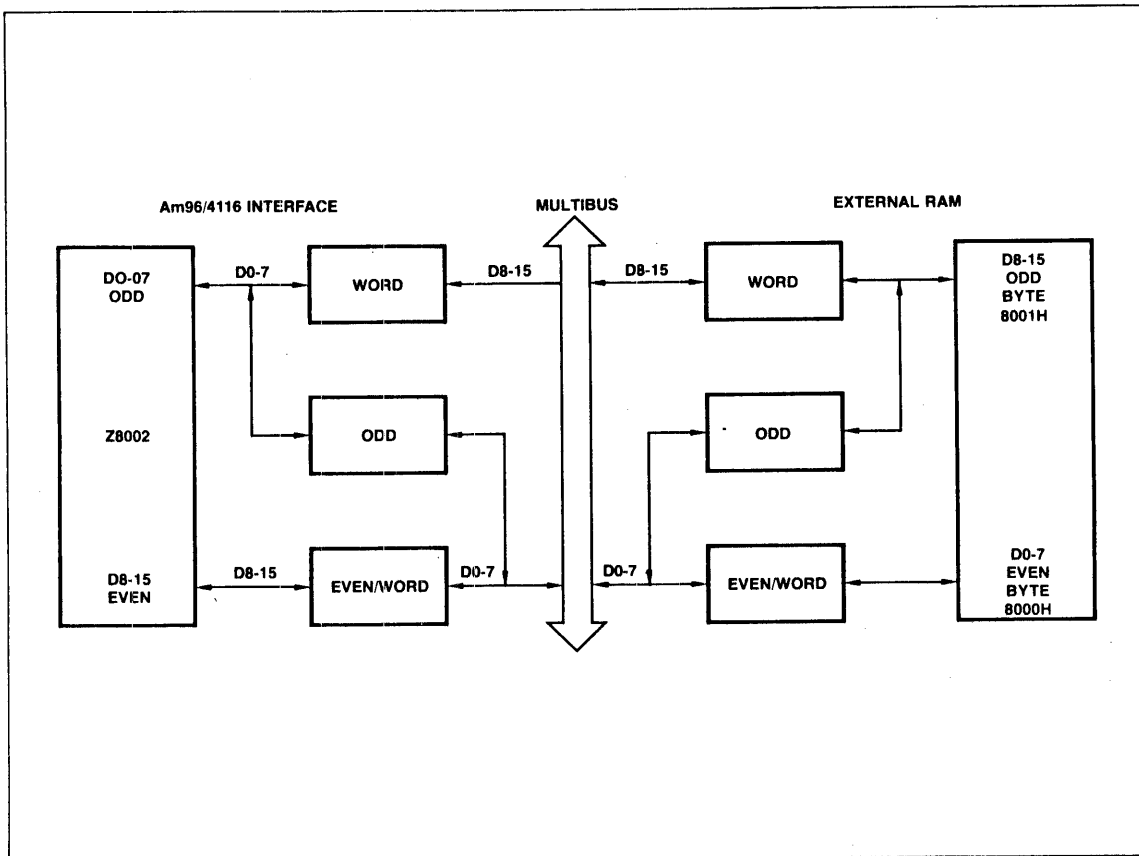 Am96/4116 INTERFACE
MULTIBUS
EXTERNAL RAM
DO-07
ODD
D0-7
WORD
D8-15
D8-15
WORD
D8-15
ODD
BYTE
8001H
Z8002
ODD
ODD
D8-15
EVEN
D8-15
EVEN/WORD
D0-7
D0-7
EVEN/WORD
D0-7
EVEN
BYTE
8000H